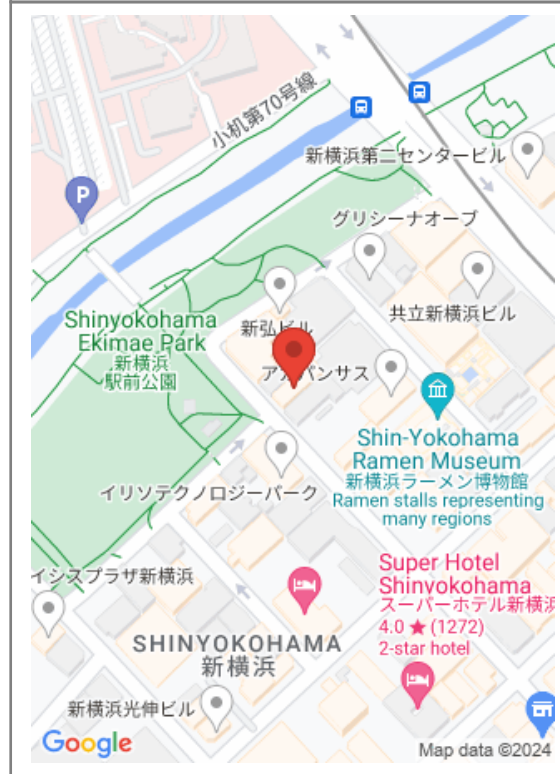 小机第70号線
新横浜第二センタービル
P
グリシーナオーブ
Shinyokohama
Ekimae Park
新横浜
駅前公園
新弘ビル
共立新横浜ビル
Shin-Yokohama
Ramen Museum
新横浜ラーメン博物館
Ramen stalls representing
many regions
イリソテクノロジーパーク
Super Hotel
Shinyokohama
スーパーホテル新横浜
4.0 ★ (1272)
2-star hotel
イシスプラザ新横浜
SHINYOKOHAMA
新横浜
新横浜光伸ビル
Google
Map data ©2024